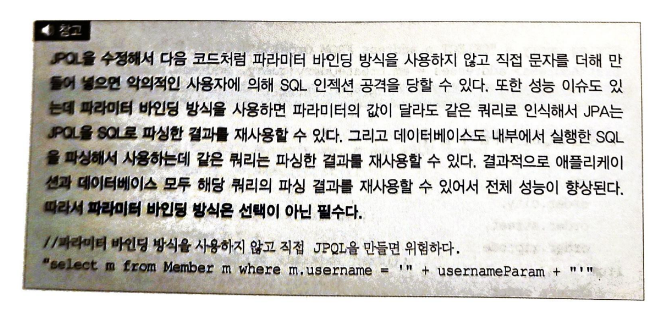 참고
JPQL을 수정해서 다음 코드처럼 파라미터 바인딩 방식을 사용하지 않고 직접 문자를 더해 만
들어 넣으면 악의적인 사용자에 의해 SQL 인젝션 공격을 당할 수 있다. 또한 성능 이슈도 있
는데 파라미터 바인딩 방식을 사용하면 파라미터의 값이 달라도 같은 쿼리로 인식해서 JPA는
JPQL을 SQL로 파싱한 결과를 재사용할 수 있다. 그리고 데이터베이스도 내부에서 실행한 SQL
을 파싱해서 사용하는데 같은 쿼리는 파싱한 결과를 재사용할 수 있다. 결과적으로 애플리케이
션과 데이터베이스 모두 해당 쿼리의 파싱 결과를 재사용할 수 있어서 전체 성능이 향상된다.
따라서 파라미터 바인딩 방식은 선택이 아닌 필수다.
//파라미터 바인딩 방식을 사용하지 않고 직접 JPQL을 만들면 위험하다.
"select m from Member m where m.username = '" + usernameParam + "'"